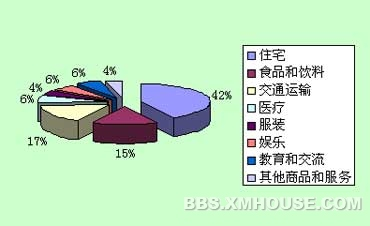 4%
6%
6%
4%
6%
42%
17%
15%
住宅
食品和饮料
交通运输
医疗
服装
娱乐
教育和交流
其他商品和服务
BBS.XMHOUSE.COM